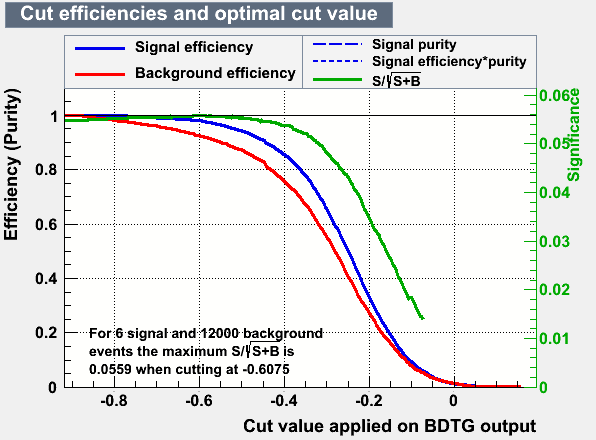 Cut efficiencies and optimal cut value
Signal efficiency
Background efficiency
Signal purity
Signal efficiency*purity
S/√S+B
Efficiency (Purity)
1
0.8
0.6
0.4
0.2
0
0.06
0.05
0.04
0.03
0.02
0.01
0
Significance
For 6 signal and 12000 background
events the maximum S/√S+B is
0.0559 when cutting at -0.6075
-0.8 -0.6 -0.4 -0.2 0
Cut value applied on BDTG output